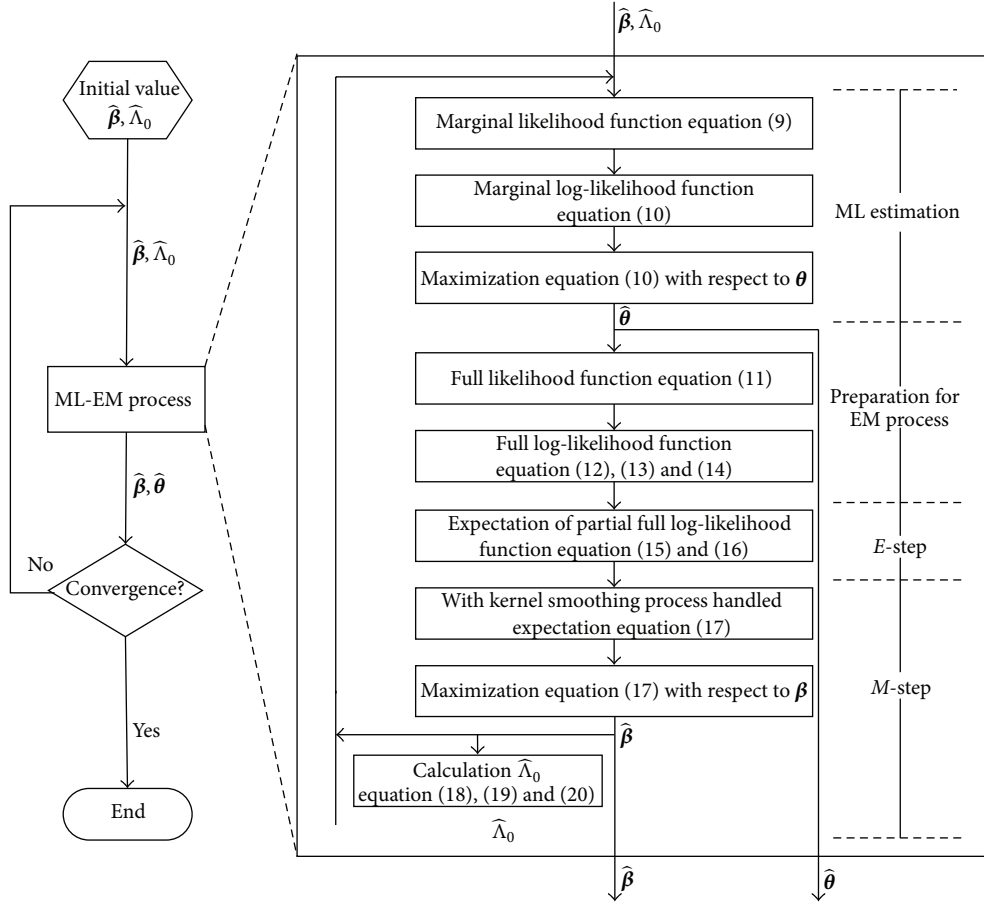 Initial value
β̂, Λ̂₀
β̂, Λ̂₀
ML-EM process
β̂, θ̂
No
Convergence?
Yes
End
β̂, Λ̂₀
Marginal likelihood function equation (9)
Marginal log-likelihood function
equation (10)
Maximization equation (10) with respect to θ
θ̂
Full likelihood function equation (11)
Full log-likelihood function
equation (12), (13) and (14)
Expectation of partial full log-likelihood
function equation (15) and (16)
With kernel smoothing process handled
expectation equation (17)
Maximization equation (17) with respect to β
β̂
Calculation Λ̂₀
equation (18), (19) and (20)
Λ̂₀
β̂
θ̂
ML estimation
Preparation for
EM process
E-step
M-step